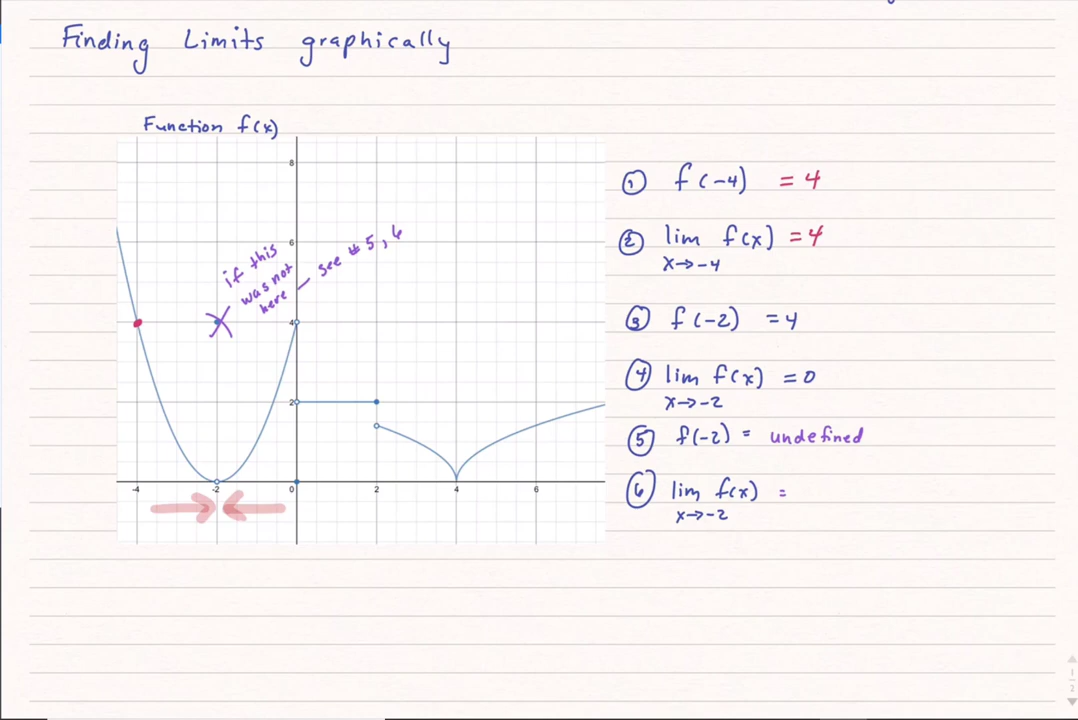 Finding Limits graphically
Function f(x)
8
6
4
2
if this
was not
here — see # 5, 6
-4 -2 0 2 4 6
① f(-4) = 4
② lim f(x) = 4
x→-4
③ f(-2) = 4
④ lim f(x) = 0
x→-2
⑤ f(-2) = undefined
⑥ lim f(x) =
x→-2
1
2